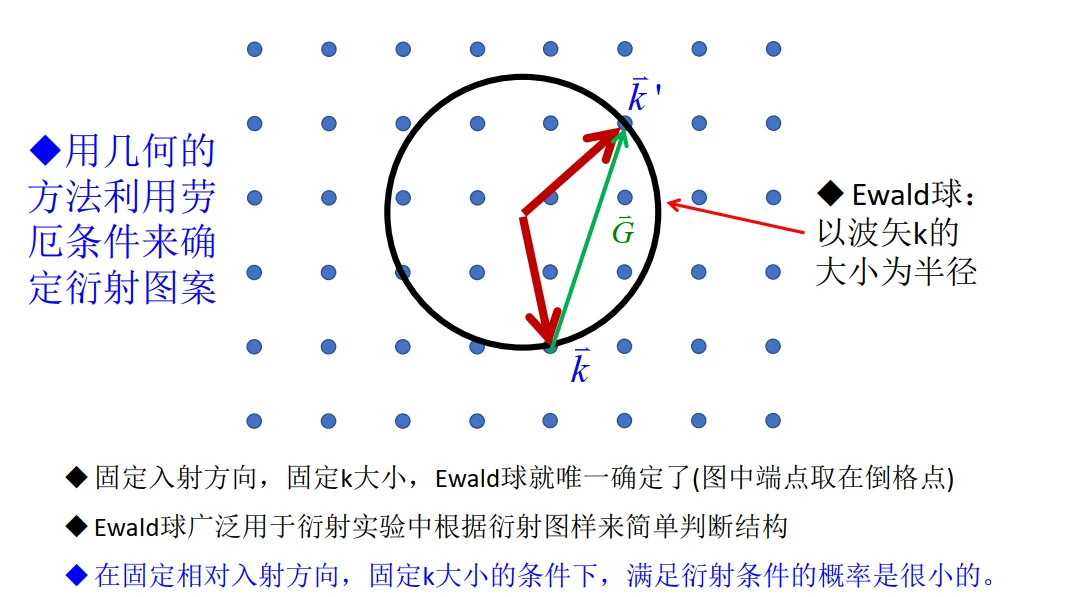 ◆用几何的
方法利用劳
厄条件来确
定衍射图案
k⃗'
G⃗
k⃗
◆ Ewald球：
以波矢k的
大小为半径
◆ 固定入射方向，固定k大小，Ewald球就唯一确定了(图中端点取在倒格点)
◆ Ewald球广泛用于衍射实验中根据衍射图样来简单判断结构
◆ 在固定相对入射方向，固定k大小的条件下，满足衍射条件的概率是很小的。